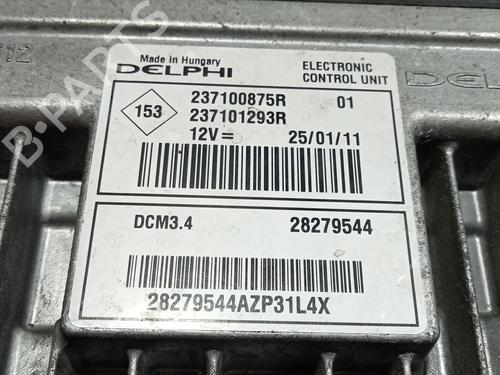 Made in Hungary
DELPHI
ELECTRONIC
CONTROL UNIT
153
237100875R 01
237101293R
12V= 25/01/11
DCM3.4 28279544
28279544AZP31L4X
DEL
B-PARTS